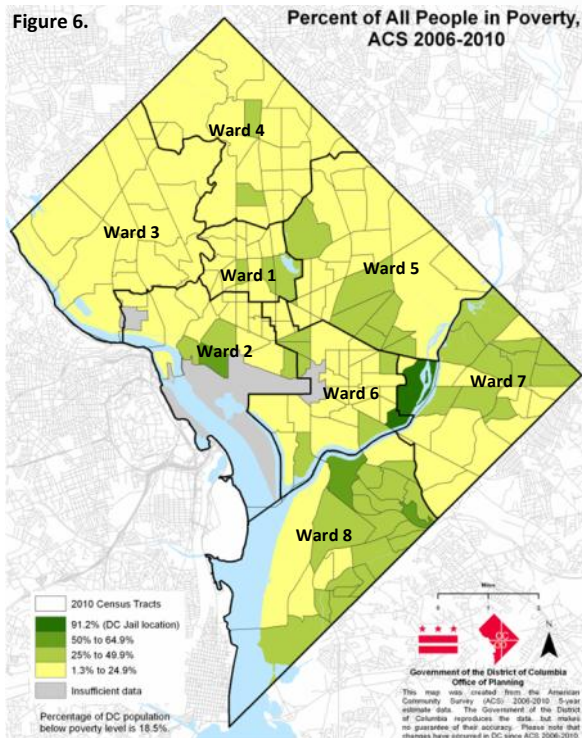 Figure 6.
Percent of All People in Poverty,
ACS 2006-2010
Ward 4
Ward 3
Ward 5
Ward 1
Ward 2
Ward 7
Ward 6
Ward 8
2010 Census Tracts
91.2% (DC Jail location)
50% to 64.9%
25% to 49.9%
1.3% to 24.9%
Insufficient data
Percentage of DC population
below poverty level is 18.5%.
Miles
N
Government of the District of Columbia
Office of Planning
This map was created from the American
Community Survey (ACS) 2006-2010 5-year
estimate data. The Government of the District
of Columbia reproduces the data but makes
no guarantee of their accuracy. Please note that
changes have occurred in DC since ACS 2006-2010.